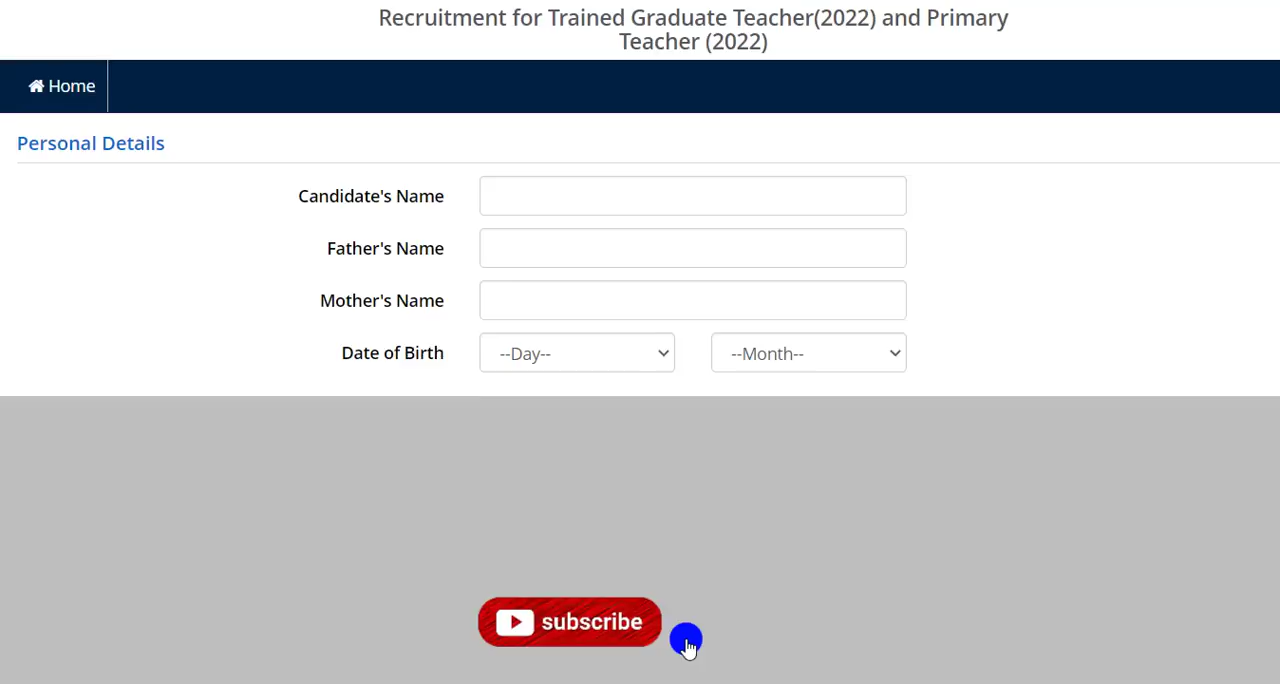 Recruitment for Trained Graduate Teacher(2022) and Primary
Teacher (2022)
Home
Personal Details
Candidate's Name
Father's Name
Mother's Name
Date of Birth --Day-- --Month--
subscribe